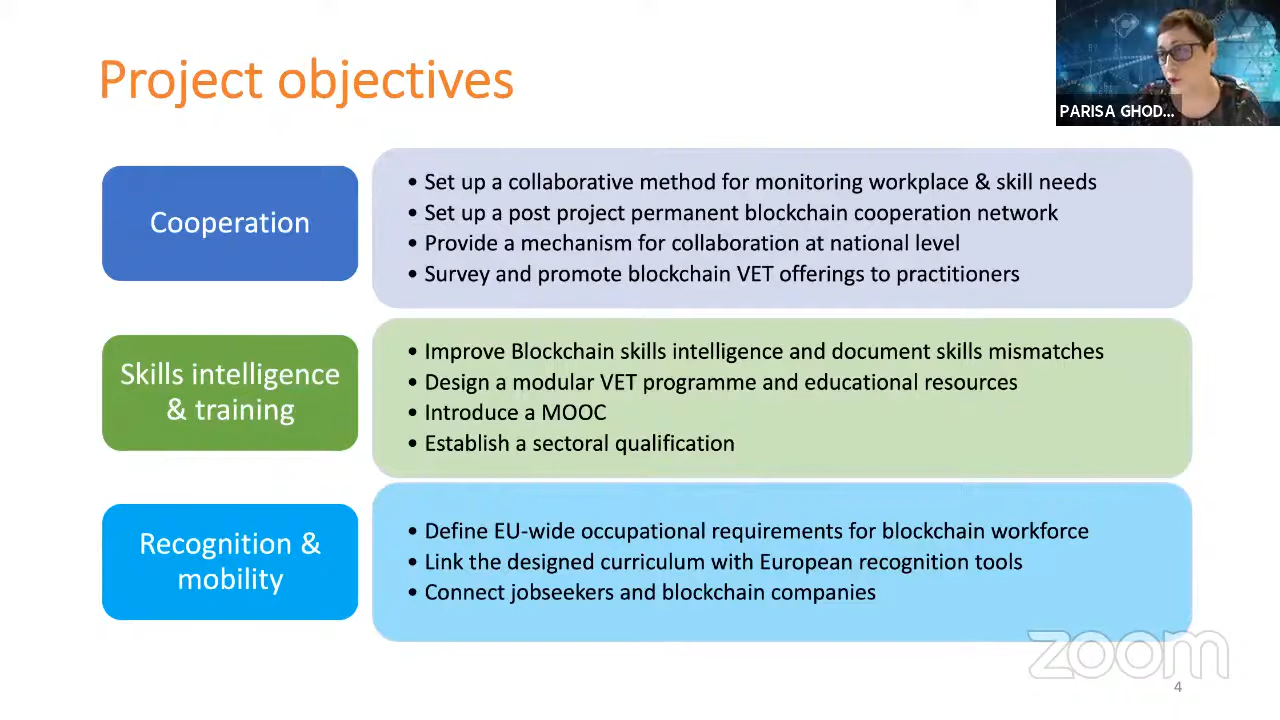 Project objectives
PARISA GHOD...
Cooperation
• Set up a collaborative method for monitoring workplace & skill needs
• Set up a post project permanent blockchain cooperation network
• Provide a mechanism for collaboration at national level
• Survey and promote blockchain VET offerings to practitioners
Skills intelligence
& training
• Improve Blockchain skills intelligence and document skills mismatches
• Design a modular VET programme and educational resources
• Introduce a MOOC
• Establish a sectoral qualification
Recognition &
mobility
• Define EU-wide occupational requirements for blockchain workforce
• Link the designed curriculum with European recognition tools
• Connect jobseekers and blockchain companies
zoom
4